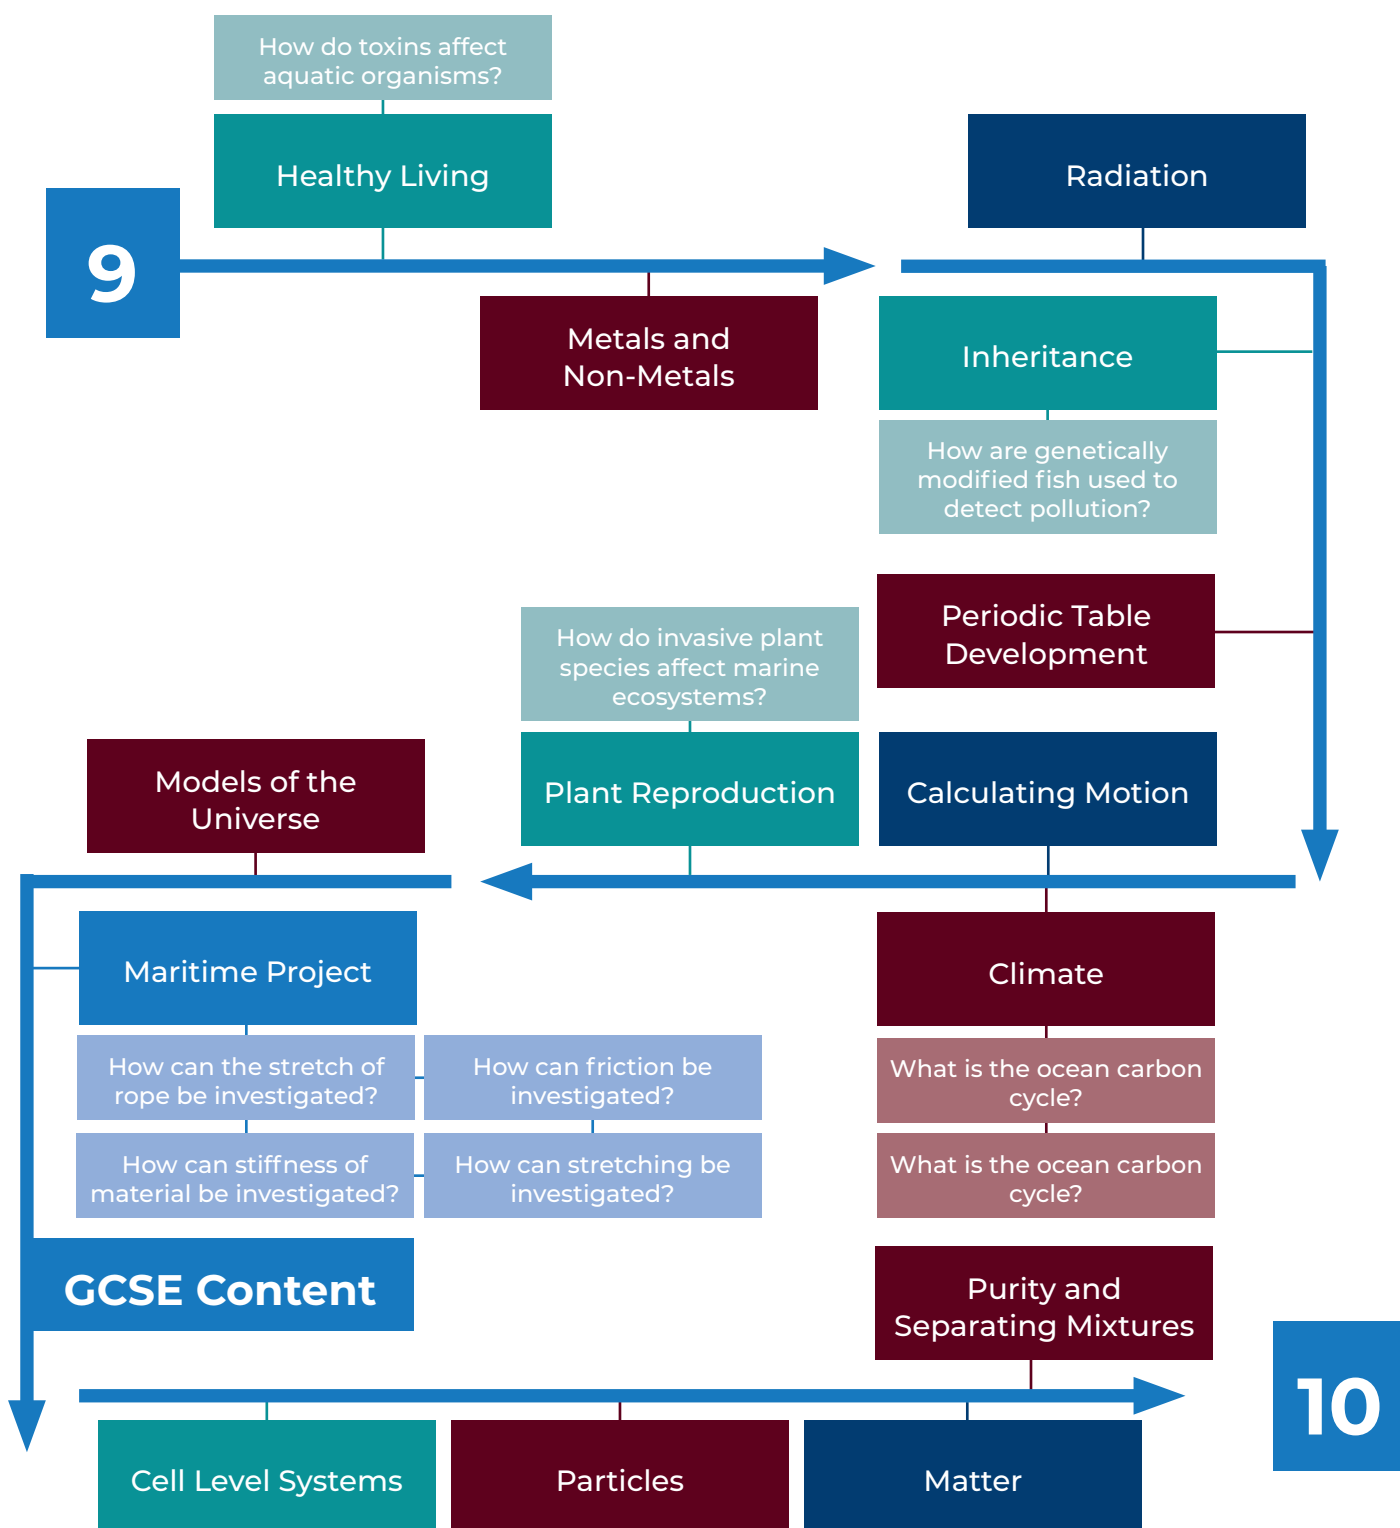 How do toxins affect
aquatic organisms?
Healthy Living
Radiation
9
Metals and
Non-Metals
Inheritance
How are genetically
modified fish used to
detect pollution?
Periodic Table
Development
How do invasive plant
species affect marine
ecosystems?
Plant Reproduction
Calculating Motion
Models of the
Universe
Maritime Project
Climate
How can the stretch of
rope be investigated?
How can friction be
investigated?
What is the ocean carbon
cycle?
How can stiffness of
material be investigated?
How can stretching be
investigated?
What is the ocean carbon
cycle?
GCSE Content
Purity and
Separating Mixtures
10
Cell Level Systems
Particles
Matter